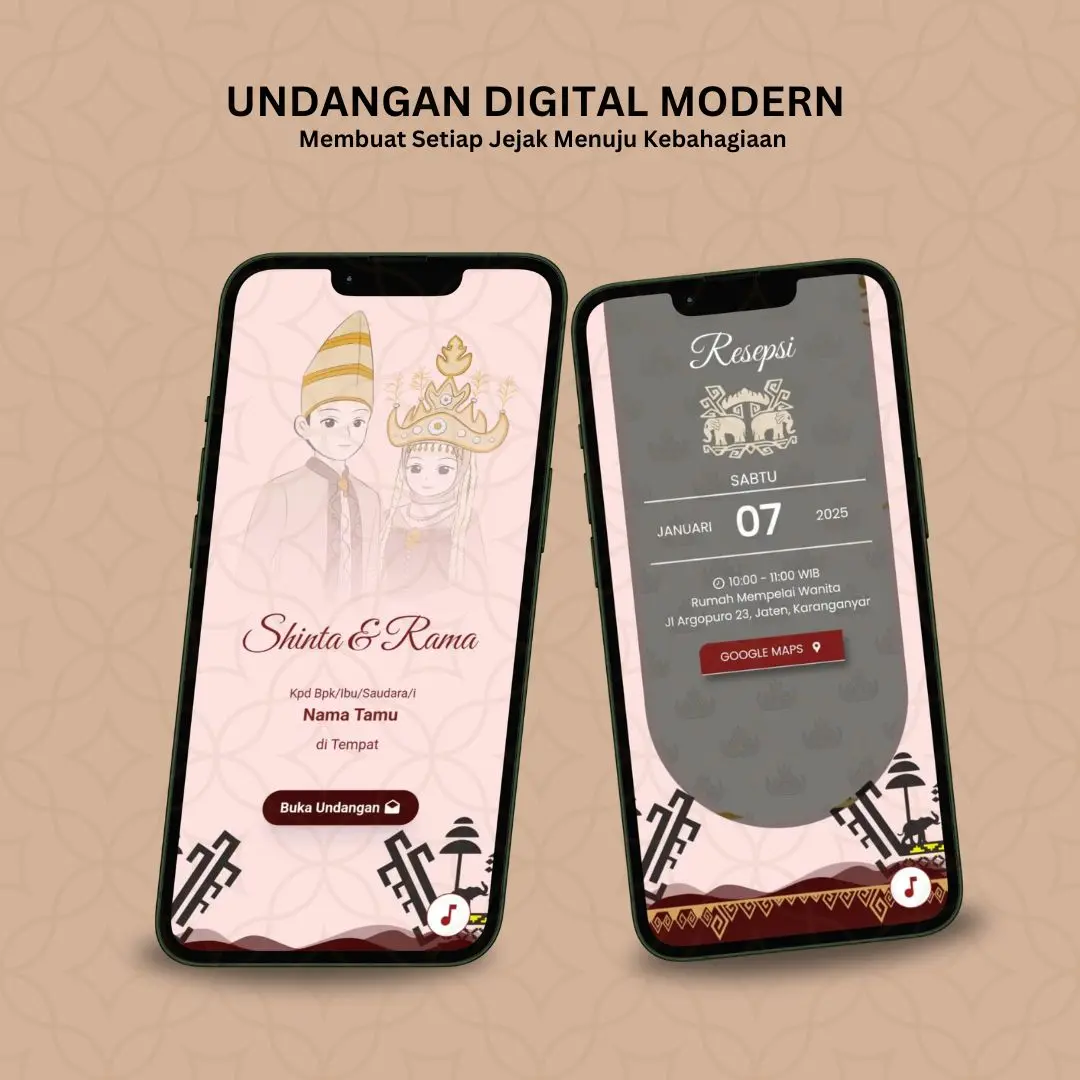 UNDANGAN DIGITAL MODERN
Membuat Setiap Jejak Menuju Kebahagiaan
Shinta & Rama
Kpd Bpk/Ibu/Saudara/i
Nama Tamu
di Tempat
Buka Undangan
Resepsi
SABTU
JANUARI 07 2025
10:00 - 11:00 WIB
Rumah Mempelai Wanita
Jl Argopuro 23, Jaten, Karanganyar
GOOGLE MAPS